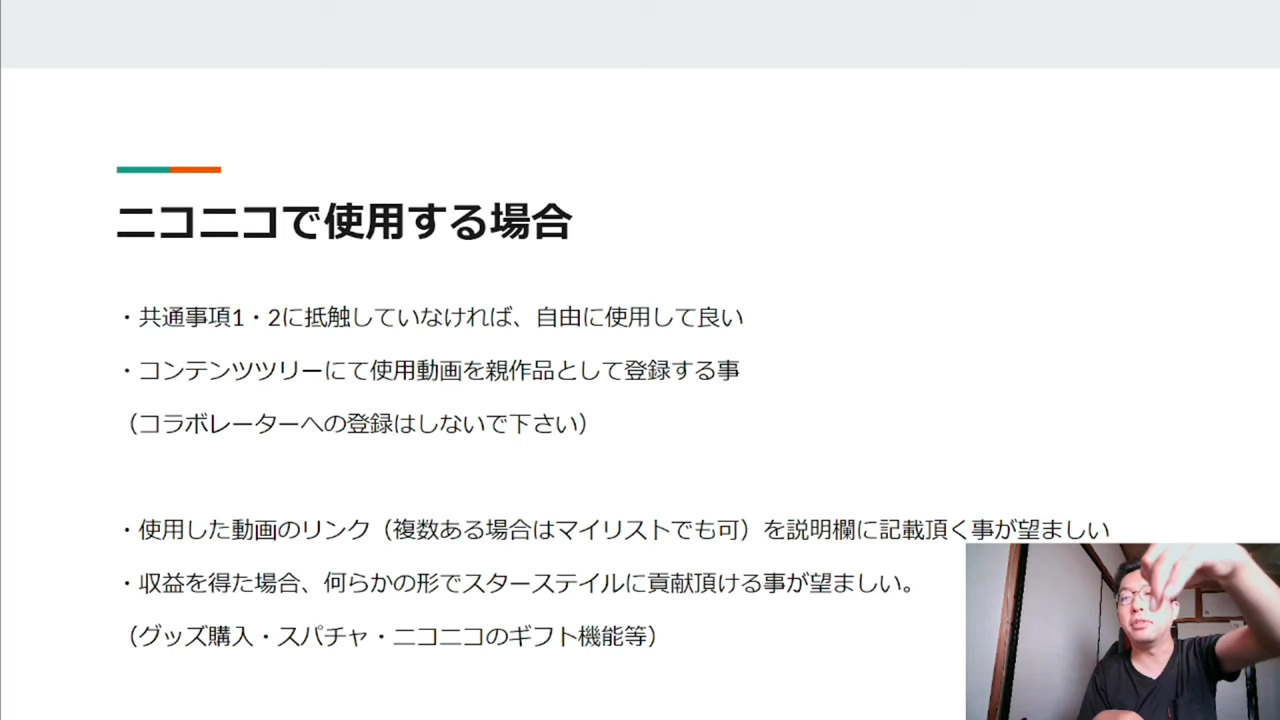 ニコニコで使用する場合
・共通事項1・2に抵触していなければ、自由に使用して良い
・コンテンツツリーにて使用動画を親作品として登録する事
（コラボレーターへの登録はしないで下さい）
・使用した動画のリンク（複数ある場合はマイリストでも可）を説明欄に記載頂く事が望ましい
・収益を得た場合、何らかの形でスターステイルに貢献頂ける事が望ましい。
（グッズ購入・スパチャ・ニコニコのギフト機能等）